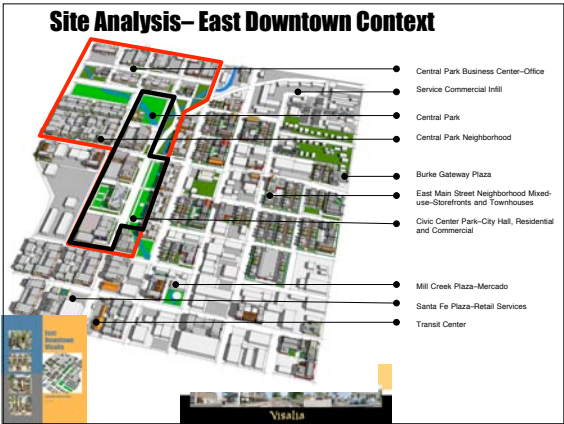 Site Analysis– East Downtown Context
Central Park Business Center–Office
Service Commercial Infill
Central Park
Central Park Neighborhood
Burke Gateway Plaza
East Main Street Neighborhood Mixed-
use–Storefronts and Townhouses
Civic Center Park–City Hall, Residential
and Commercial
Mill Creek Plaza–Mercado
Santa Fe Plaza–Retail Services
Transit Center
East
Downtown
Visalia
Visalia